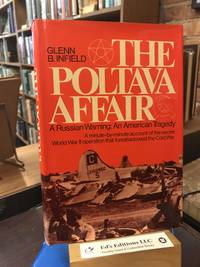 GLENN
B. INFIELD
THE
POLTAVA
AFFAIR
A Russian Warning: An American Tragedy
A minute-by-minute account of the secret
World War II operation that foreshadowed the Cold War
Ed's Editions LLC